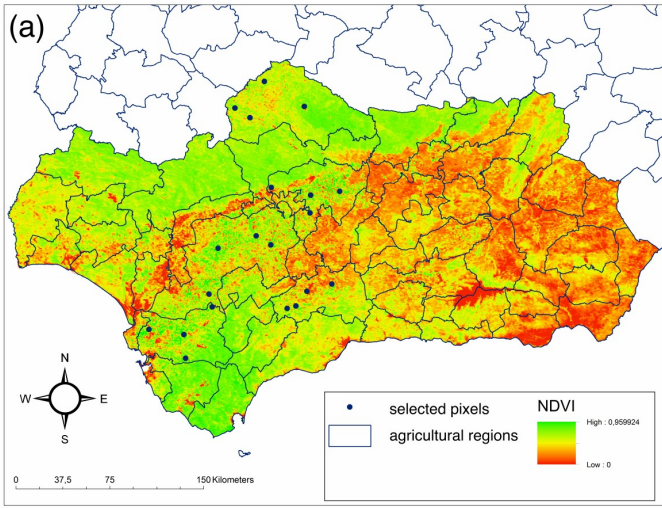 (a)
N
W
E
S
0
37,5
75
150 Kilometers
selected pixels
agricultural regions
NDVI
High : 0,959924
Low : 0